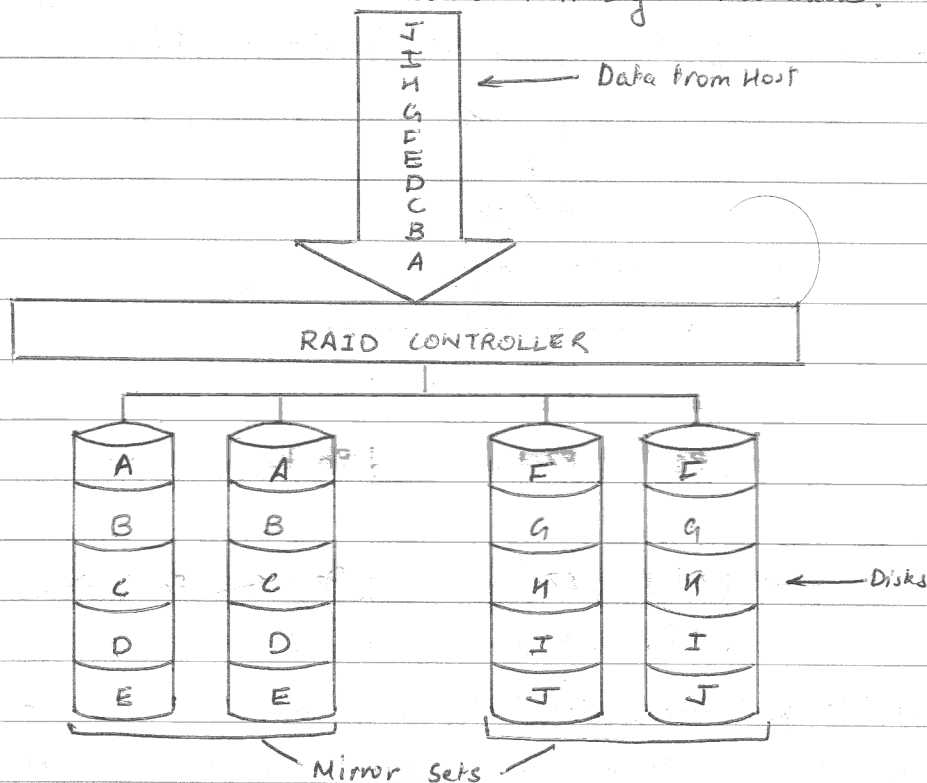 J
I
H
G
F
E
D
C
B
A
Data from Host
RAID CONTROLLER
A A F F
B B G G
C C H H
D D I I
E E J J
Disks
Mirror Sets